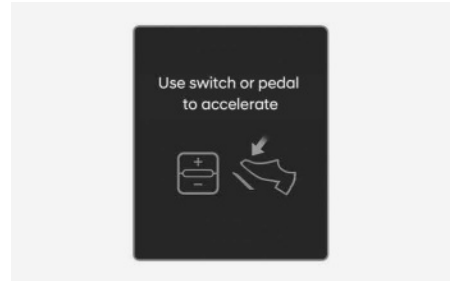 Use switch or pedal
to accelerate
+
−